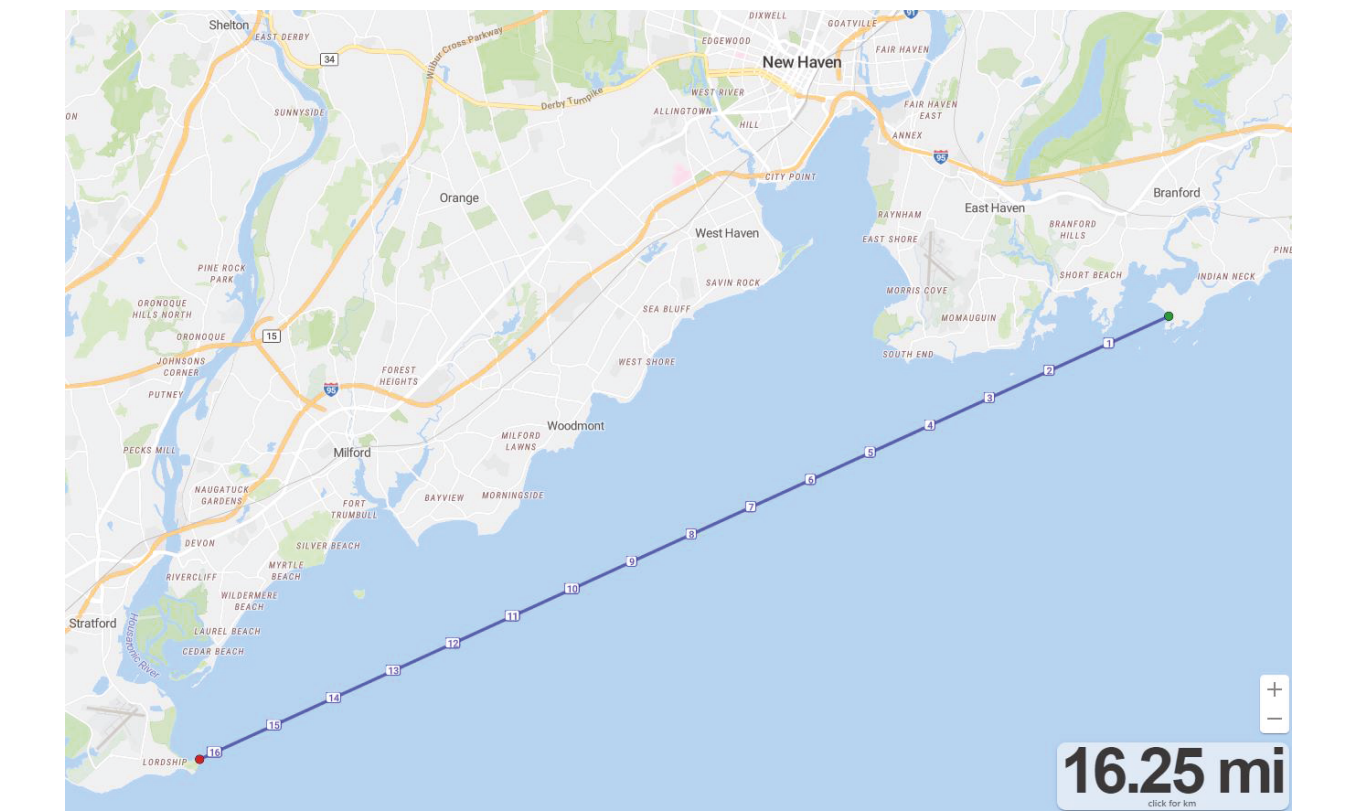 DIXWELL
GOATVILLE
91
Shelton
EAST DERBY
Wilbur Cross Parkway
EDGEWOOD
FAIR HAVEN
34
New Haven
WEST RIVER
Derby Turnpike
ALLINGTOWN
SUNNYSIDE
ON
HILL
FAIR HAVEN
EAST
ANNEX
95
CITY POINT
Branford
Orange
East Haven
RAYNHAM
BRANFORD
HILLS
West Haven
EAST SHORE
PINE
PINE ROCK
PARK
SHORT BEACH
INDIAN NECK
SAVIN ROCK
MORRIS COVE
ORONOQUE
HILLS NORTH
SEA BLUFF
MOMAUGUIN
ORONOQUE
15
1
SOUTH END
JOHNSONS
CORNER
WEST SHORE
FOREST
HEIGHTS
2
95
PUTNEY
3
Woodmont
4
MILFORD
LAWNS
PECKS MILL
Milford
5
6
NAUGATUCK
GARDENS
BAYVIEW
MORNINGSIDE
FORT
TRUMBULL
7
8
DEVON
SILVER BEACH
9
MYRTLE
BEACH
RIVERCLIFF
10
WILDERMERE
BEACH
11
Stratford
Housatonic River
LAUREL BEACH
12
CEDAR BEACH
13
14
15
16
LORDSHIP
+
−
16.25 mi
click for km